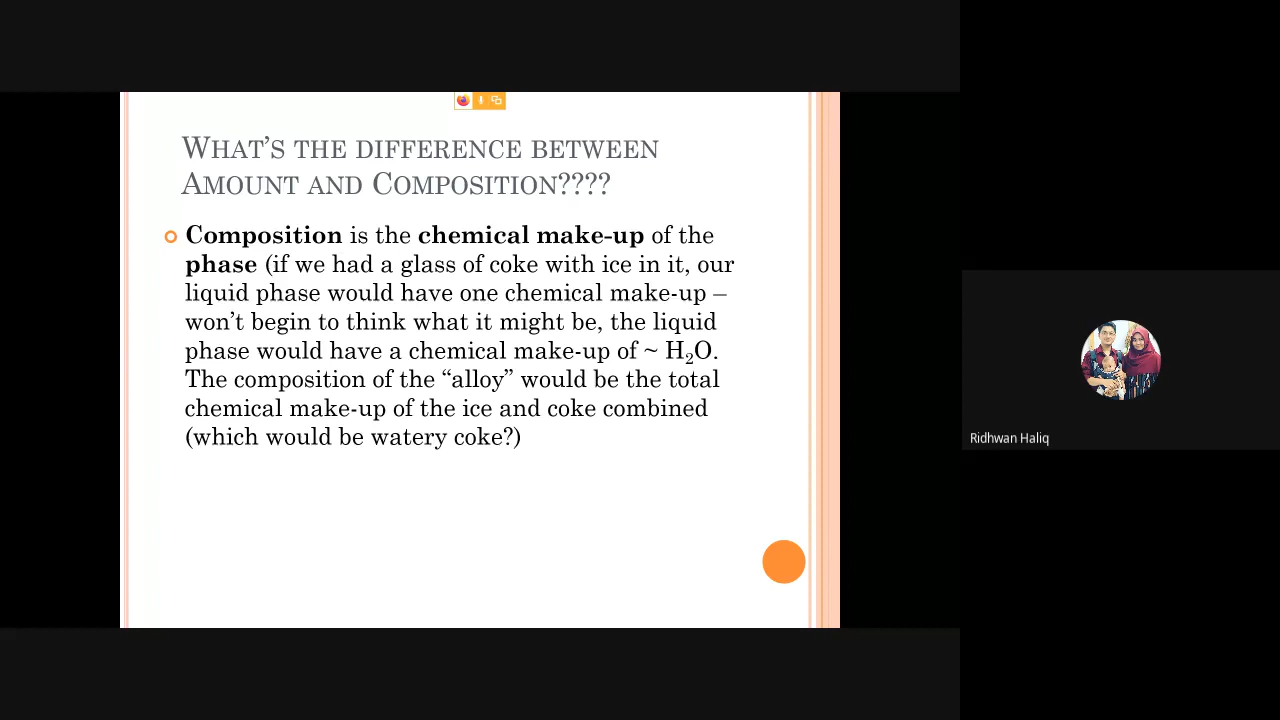 WHAT'S THE DIFFERENCE BETWEEN
AMOUNT AND COMPOSITION????
Composition is the chemical make-up of the
phase (if we had a glass of coke with ice in it, our
liquid phase would have one chemical make-up –
won't begin to think what it might be, the liquid
phase would have a chemical make-up of ~ H₂O.
The composition of the “alloy” would be the total
chemical make-up of the ice and coke combined
(which would be watery coke?)
Ridhwan Haliq